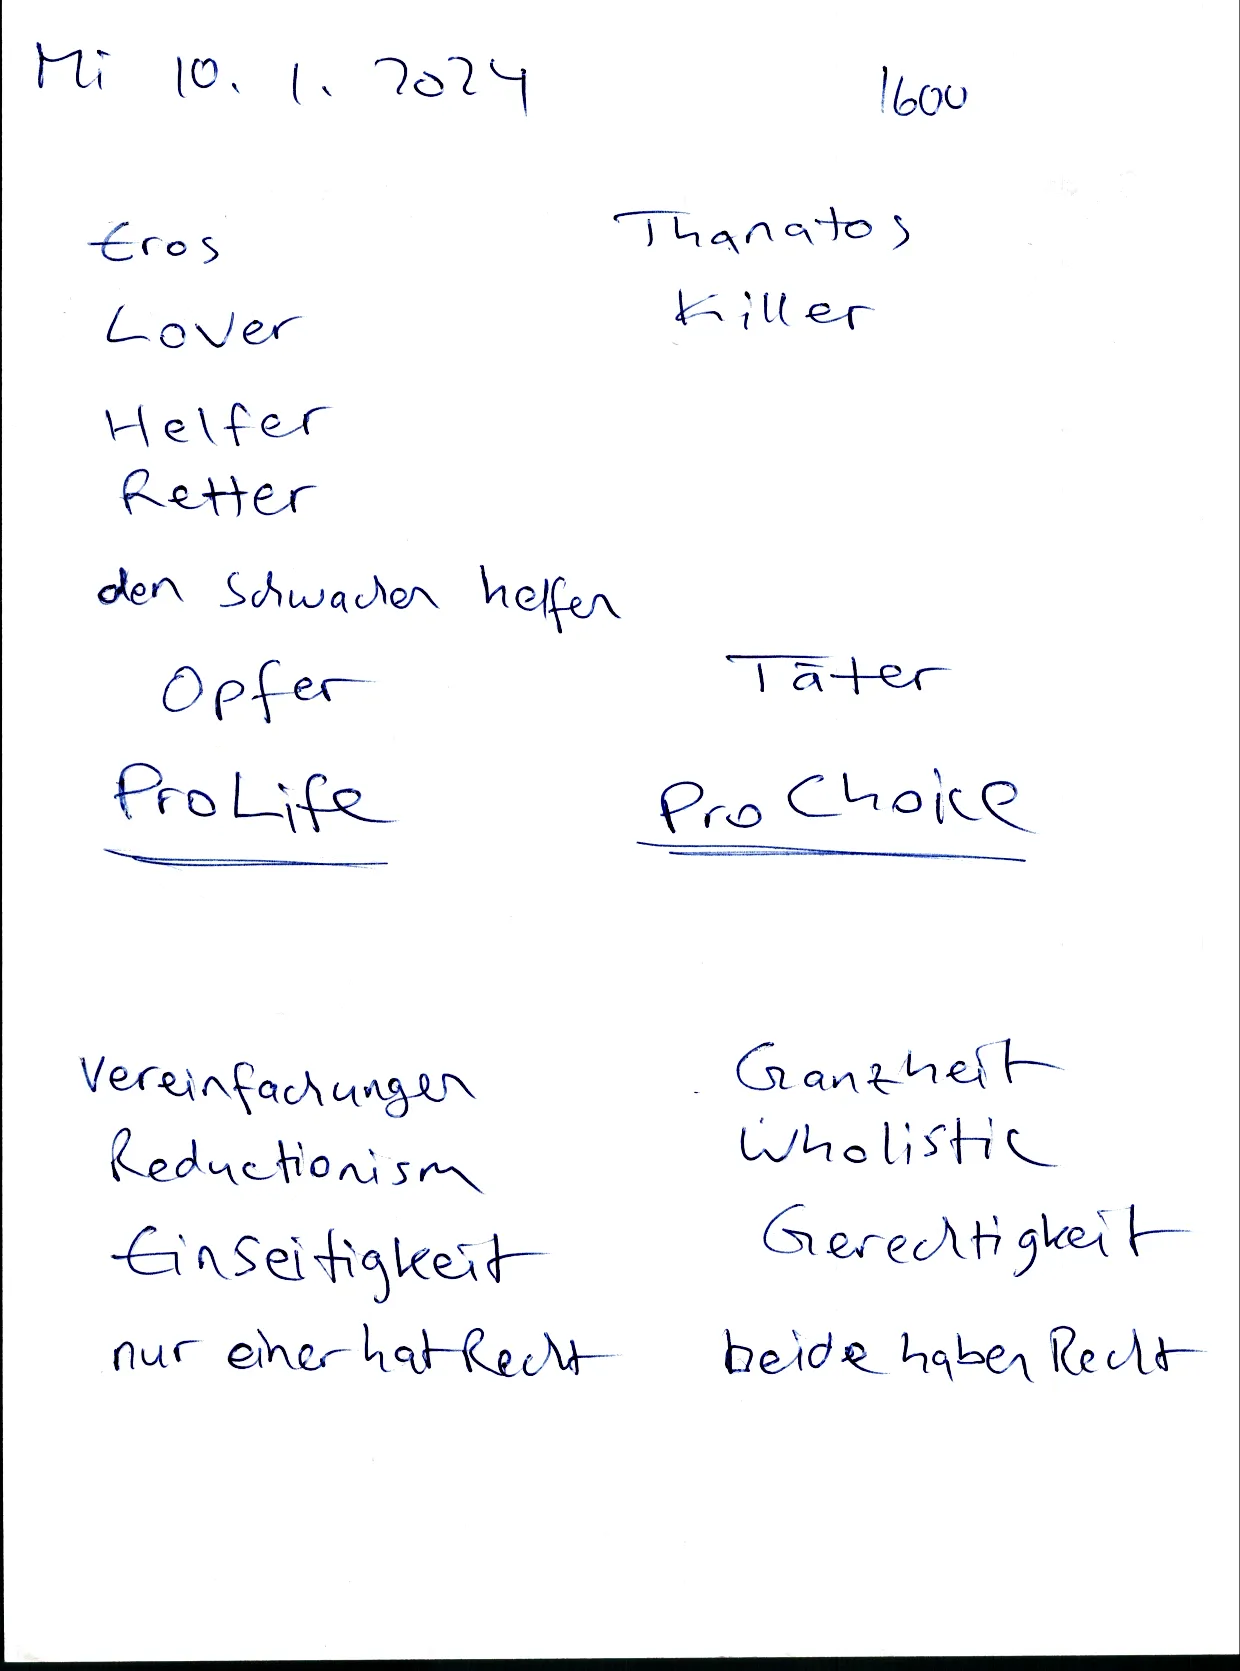 Mi 10. 1. 2024 1600
Eros Thanatos
Lover Killer
Helfer
Retter
den Schwachen helfen
Opfer Täter
ProLife Pro Choice
Vereinfachungen Ganzheit
Reductionism Wholistic
Einseitigkeit Gerechtigkeit
nur einer hat Recht beide haben Recht